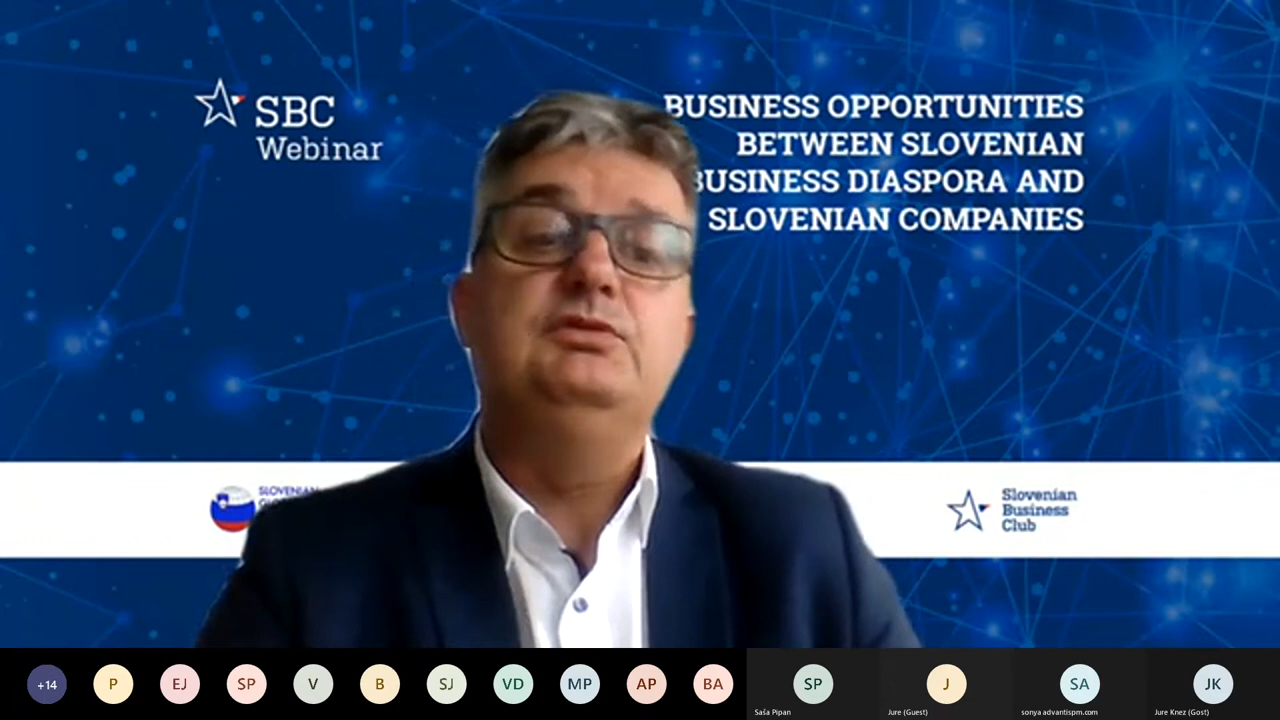 SBC
Webinar
BUSINESS OPPORTUNITIES
BETWEEN SLOVENIAN
BUSINESS DIASPORA AND
SLOVENIAN COMPANIES
SLOVENIAN
Slovenian
Business
Club
+14
P
EJ
SP
V
B
SJ
VD
MP
AP
BA
SP
J
SA
JK
Saša Pipan
Jure (Guest)
sonya advantispm.com
Jure Knez (Gost)